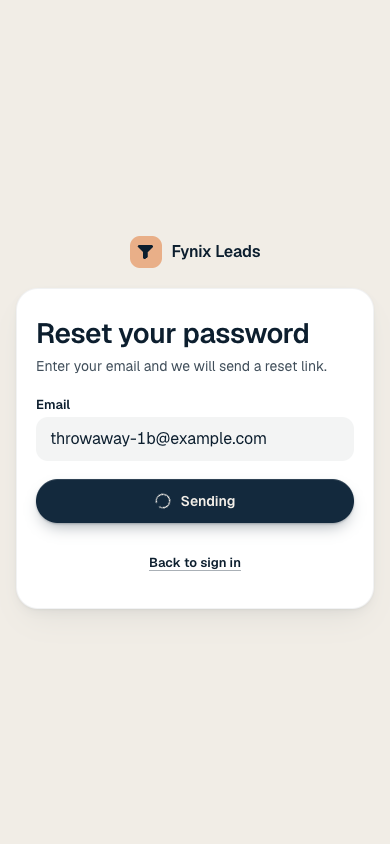 Fynix Leads
Reset your password
Enter your email and we will send a reset link.
Email
throwaway-1b@example.com
Sending
Back to sign in